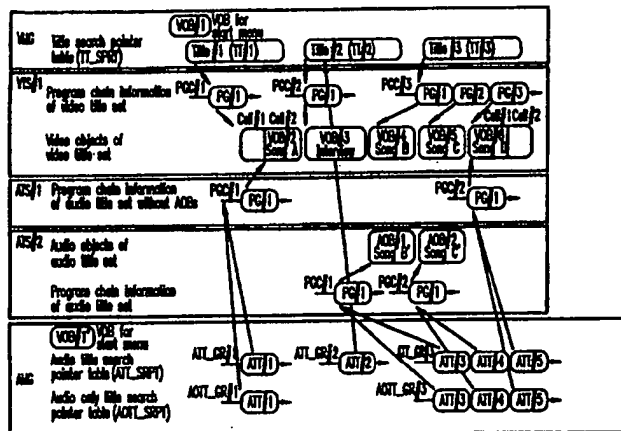 VMG
VOB#1 VOB for start menu
Title search pointer table (TT_SRPT)
Title #1 (TT#1) Title #2 (TT#2) Title #3 (TT#3)
VTS#1
Program chain information of video title set
PGC#1 PG#1 PGC#2 PG#1 PGC#3 PG#1 PG#2 PG#3
Cell#1 Cell#2 Cell#1 Cell#2
Video objects of video title set
VOB#2 Song A VOB#3 Interview VOB#4 Song B VOB#5 Song C
ATS#1
Program chain information of audio title set without AOBs
PGC#1 PG#1 PGC#2 PG#1
ATS#2
Audio objects of audio title set
AOB#1 Song B' AOB#2 Song C'
Program chain information of audio title set
PGC#1 PG#1 PGC#2 PG#1
AMG
VOB#1' VOB for start menu
Audio title search pointer table (ATT_SRPT)
ATT#1 ATT_GR#2 ATT#2 ATT#3 ATT#4 ATT#5
Audio only title search pointer table (AOTT_SRPT)
AOTT_GR#1 ATT#1 AOTT_GR#3 ATT#3 ATT#4 ATT#5